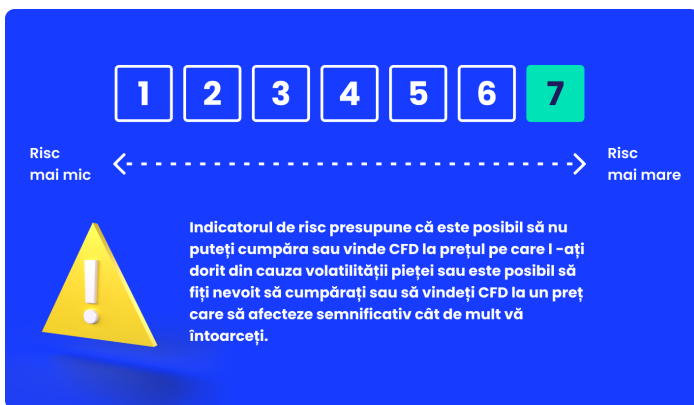 1 2 3 4 5 6 7
Risc
mai mic
Risc
mai mare
Indicatorul de risc presupune că este posibil să nu
puteți cumpăra sau vinde CFD la prețul pe care l -ați
dorit din cauza volatilității pieței sau este posibil să
fiți nevoit să cumpărați sau să vindeți CFD la un preț
care să afecteze semnificativ cât de mult vă
întoarceți.